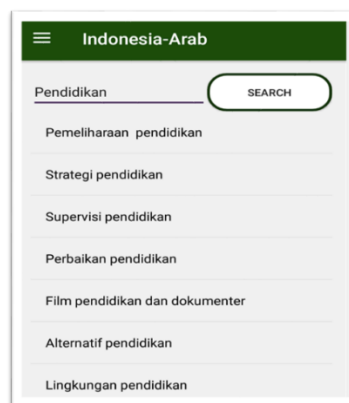 Indonesia-Arab
Pendidikan
SEARCH
Pemeliharaan pendidikan
Strategi pendidikan
Supervisi pendidikan
Perbaikan pendidikan
Film pendidikan dan dokumenter
Alternatif pendidikan
Lingkungan pendidikan